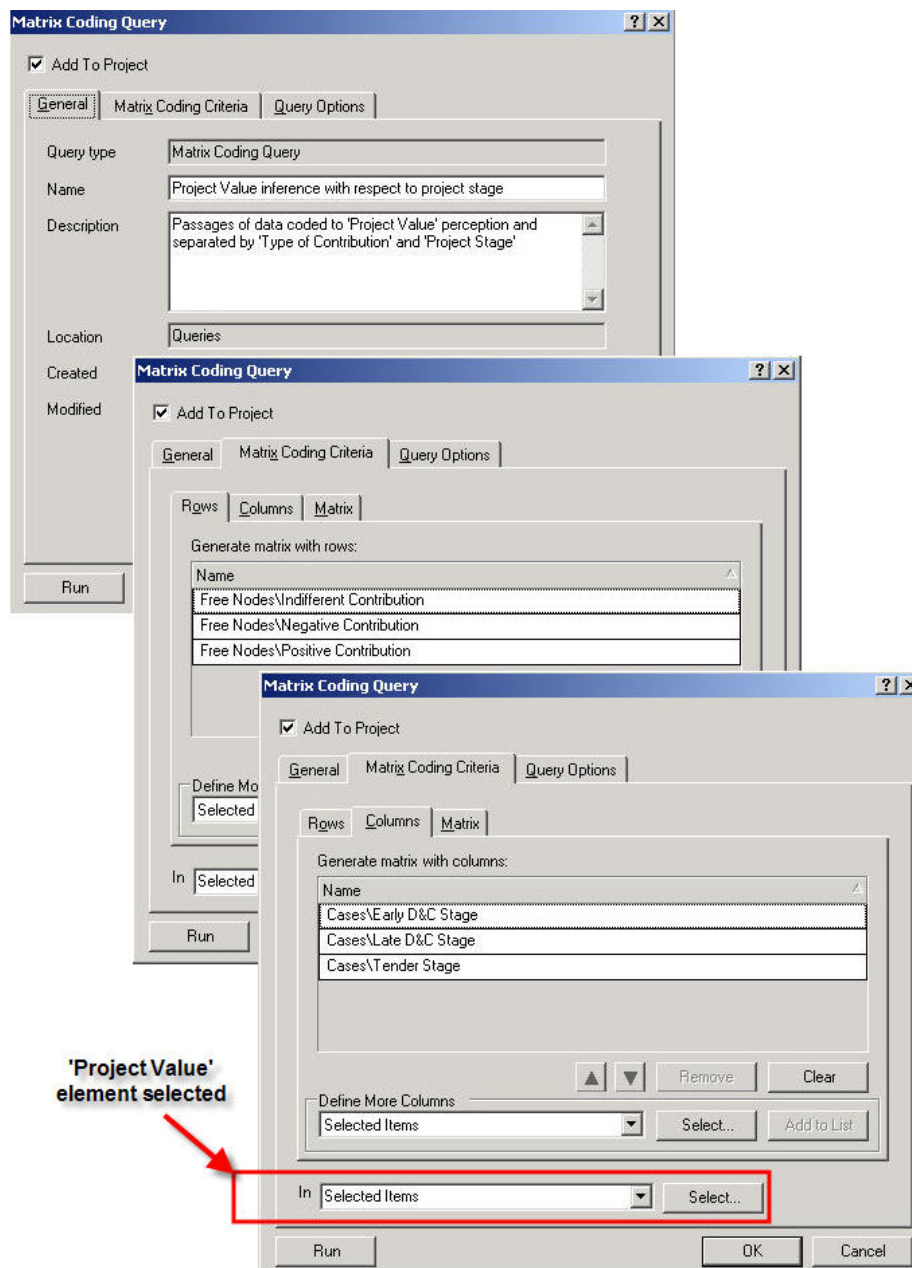 Matrix Coding Query
Add To Project
General Matrix Coding Criteria Query Options
Query type Matrix Coding Query
Name Project Value inference with respect to project stage
Description Passages of data coded to 'Project Value' perception and
separated by 'Type of Contribution' and 'Project Stage'
Location Queries
Created
Modified
Run
Matrix Coding Query
Add To Project
General Matrix Coding Criteria Query Options
Rows Columns Matrix
Generate matrix with rows:
Name
Free Nodes\Indifferent Contribution
Free Nodes\Negative Contribution
Free Nodes\Positive Contribution
Define Mo
Selected
In Selected
Run
Matrix Coding Query
Add To Project
General Matrix Coding Criteria Query Options
Rows Columns Matrix
Generate matrix with columns:
Name
Cases\Early D&C Stage
Cases\Late D&C Stage
Cases\Tender Stage
Remove Clear
Define More Columns
Selected Items Select... Add to List
In Selected Items Select...
Run OK Cancel
'Project Value'
element selected